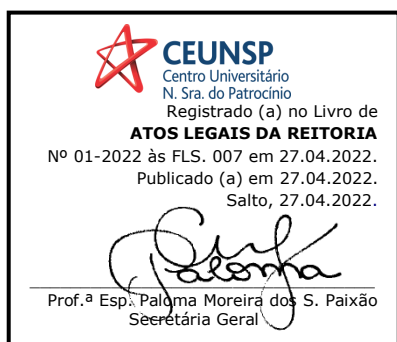 CEUNSP
Centro Universitário
N. Sra. do Patrocínio
Registrado (a) no Livro de
ATOS LEGAIS DA REITORIA
Nº 01-2022 às FLS. 007 em 27.04.2022.
Publicado (a) em 27.04.2022.
Salto, 27.04.2022.
Paloma
Prof.ª Esp. Paloma Moreira dos S. Paixão
Secretária Geral